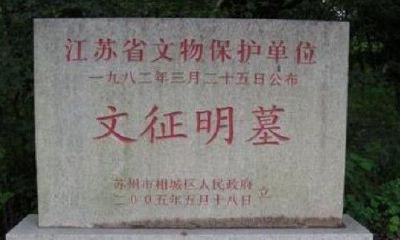 江苏省文物保护单位
一九八二年三月二十五日公布
文征明墓
苏州市相城区人民政府 立
二00五年五月十八日